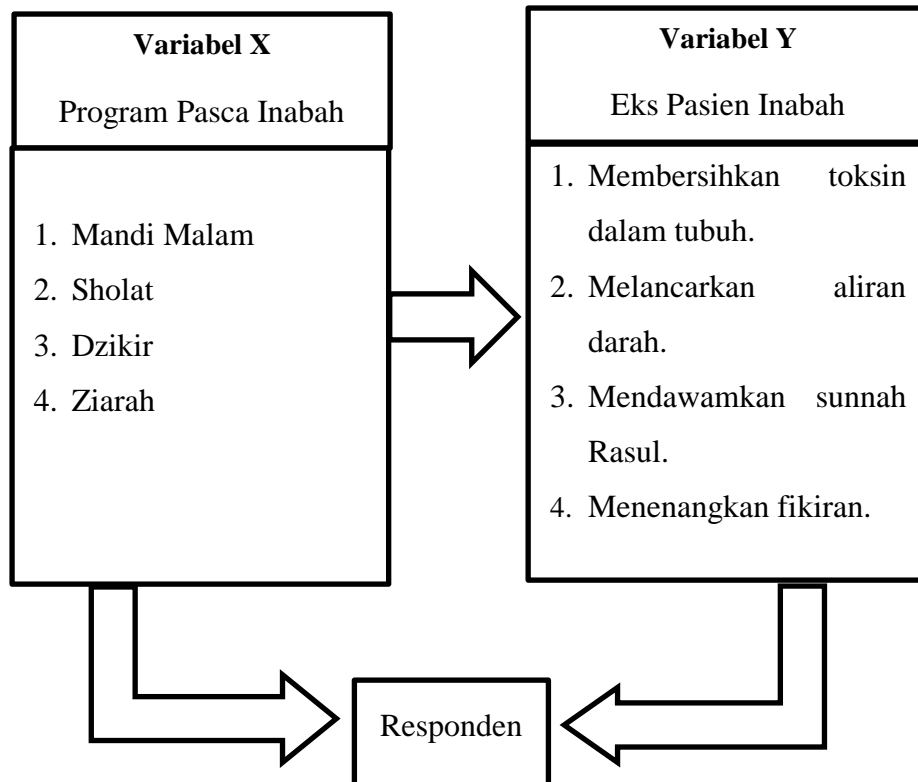 Variabel X
Program Pasca Inabah
1. Mandi Malam
2. Sholat
3. Dzikir
4. Ziarah
Variabel Y
Eks Pasien Inabah
1. Membersihkan toksin
dalam tubuh.
2. Melancarkan aliran
darah.
3. Mendawamkan sunnah
Rasul.
4. Menenangkan fikiran.
Responden